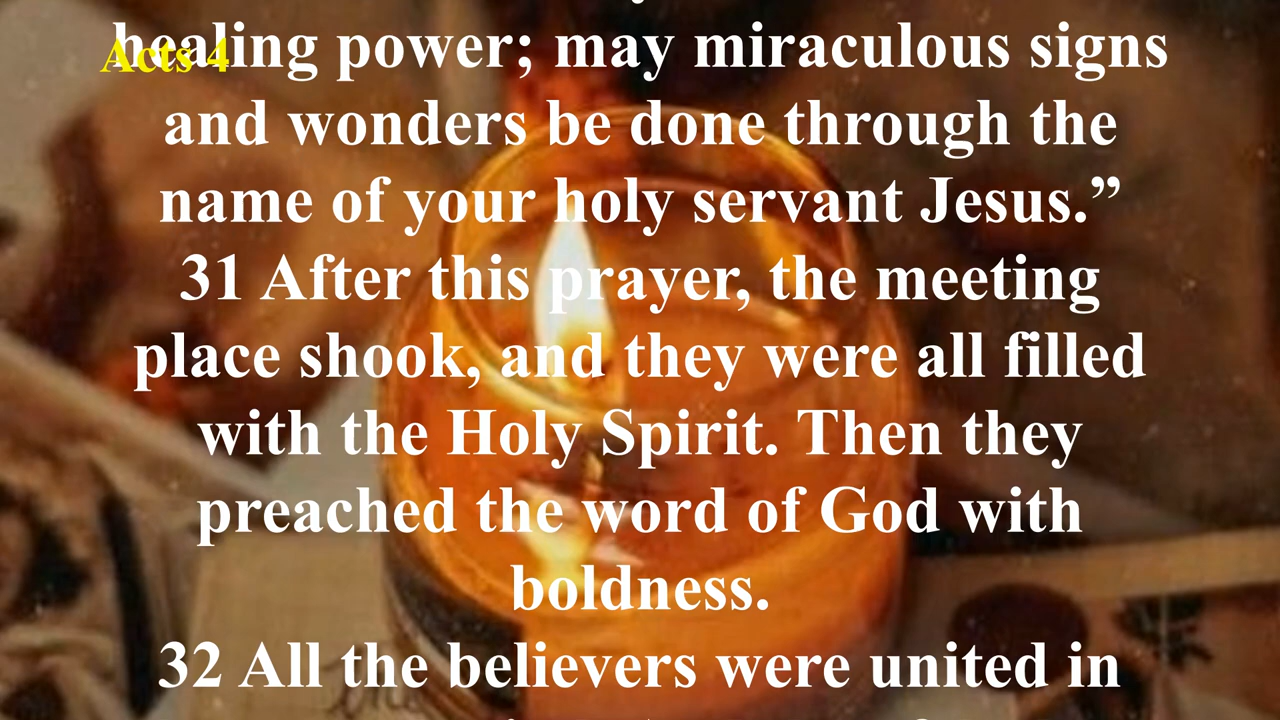 Acts 4
healing power; may miraculous signs
and wonders be done through the
name of your holy servant Jesus.”
31 After this prayer, the meeting
place shook, and they were all filled
with the Holy Spirit. Then they
preached the word of God with
boldness.
32 All the believers were united in
the